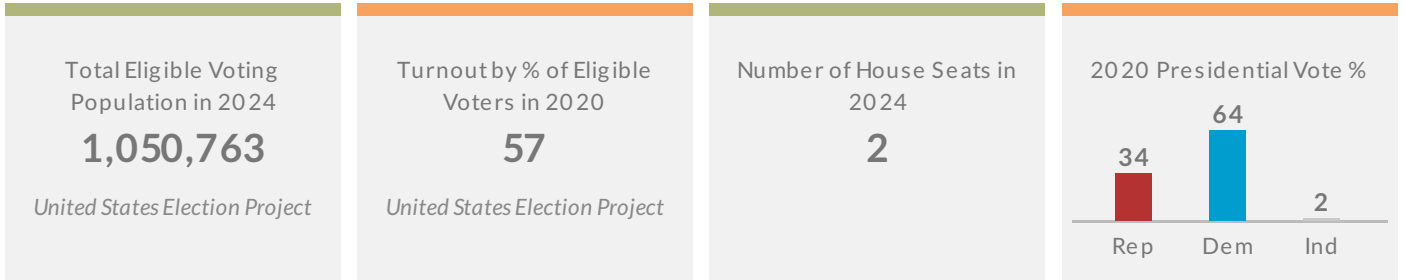 Total Eligible Voting
Population in 2024
1,050,763
United States Election Project
Turnout by % of Eligible
Voters in 2020
57
United States Election Project
Number of House Seats in
2024
2
2020 Presidential Vote %
34
64
2
Rep
Dem
Ind